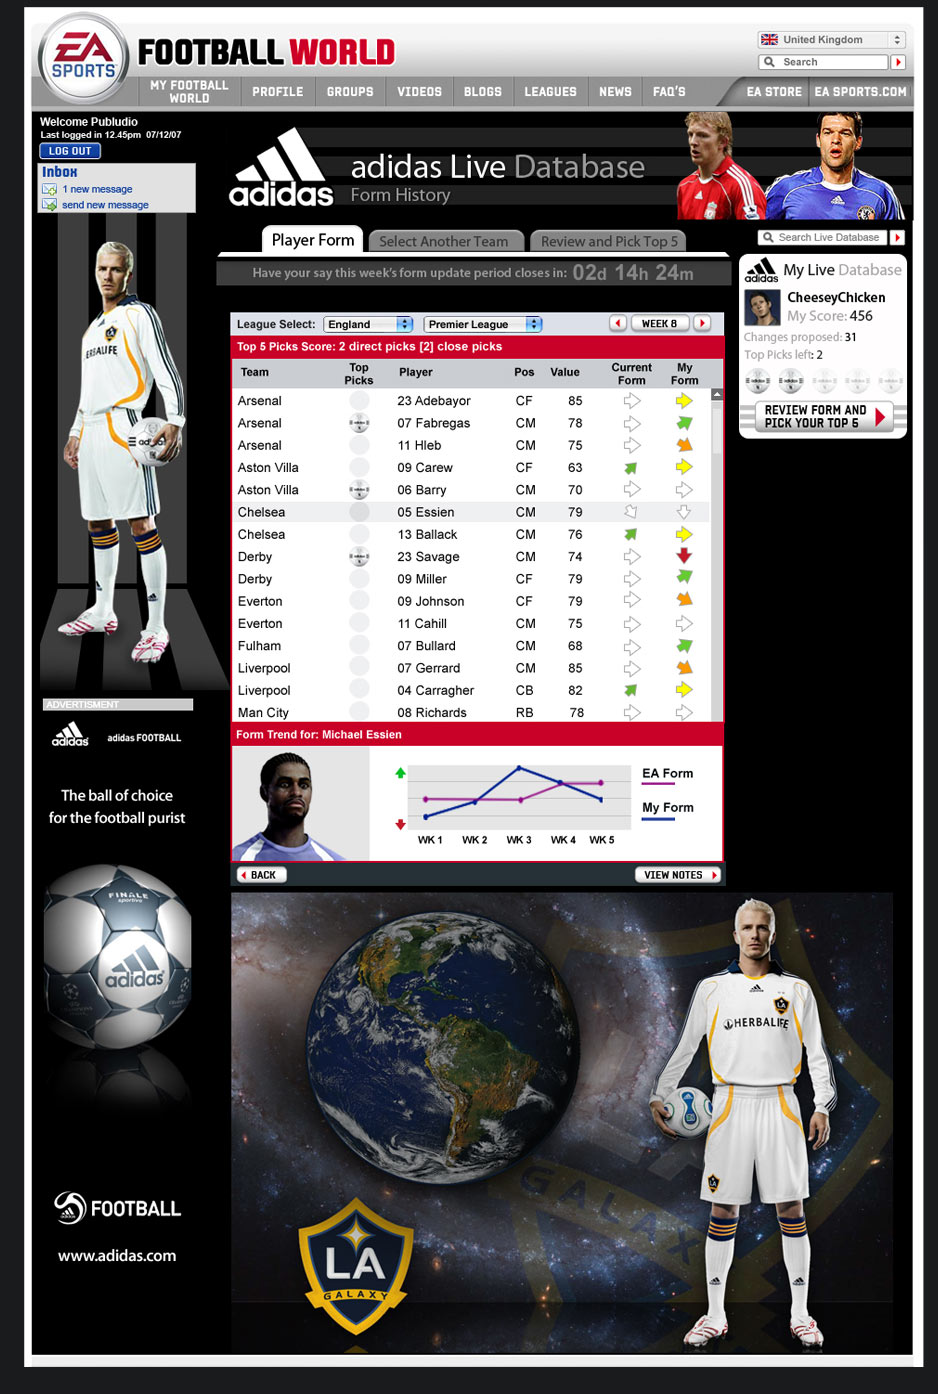 EA
SPORTS
FOOTBALL WORLD
United Kingdom
Search
MY FOOTBALL
WORLD
PROFILE
GROUPS
VIDEOS
BLOGS
LEAGUES
NEWS
FAQ'S
EA STORE
EA SPORTS.COM
Welcome Publudio
Last logged in 12.45pm 07/12/07
LOG OUT
Inbox
1 new message
send new message
adidas
adidas Live Database
Form History
Player Form
Select Another Team
Review and Pick Top 5
Search Live Database
Have your say this week's form update period closes in: 02d 14h 24m
adidas
My Live Database
CheeseyChicken
My Score: 456
Changes proposed: 31
Top Picks left: 2
REVIEW FORM AND
PICK YOUR TOP 5
League Select: England Premier League WEEK 8
Top 5 Picks Score: 2 direct picks [2] close picks
Team Top Picks Player Pos Value Current Form My Form
Arsenal 23 Adebayor CF 85
Arsenal 07 Fabregas CM 78
Arsenal 11 Hleb CM 75
Aston Villa 09 Carew CF 63
Aston Villa 06 Barry CM 70
Chelsea 05 Essien CM 79
Chelsea 13 Ballack CM 76
Derby 23 Savage CM 74
Derby 09 Miller CF 79
Everton 09 Johnson CF 79
Everton 11 Cahill CM 75
Fulham 07 Bullard CM 68
Liverpool 07 Gerrard CM 85
Liverpool 04 Carragher CB 82
Man City 08 Richards RB 78
Form Trend for: Michael Essien
EA Form
My Form
WK 1 WK 2 WK 3 WK 4 WK 5
BACK
VIEW NOTES
ADVERTISMENT
adidas
adidas FOOTBALL
The ball of choice
for the football purist
FINALE
sportivo
adidas
FOOTBALL
www.adidas.com
HERBALIFE
GALAXY
LA
GALAXY